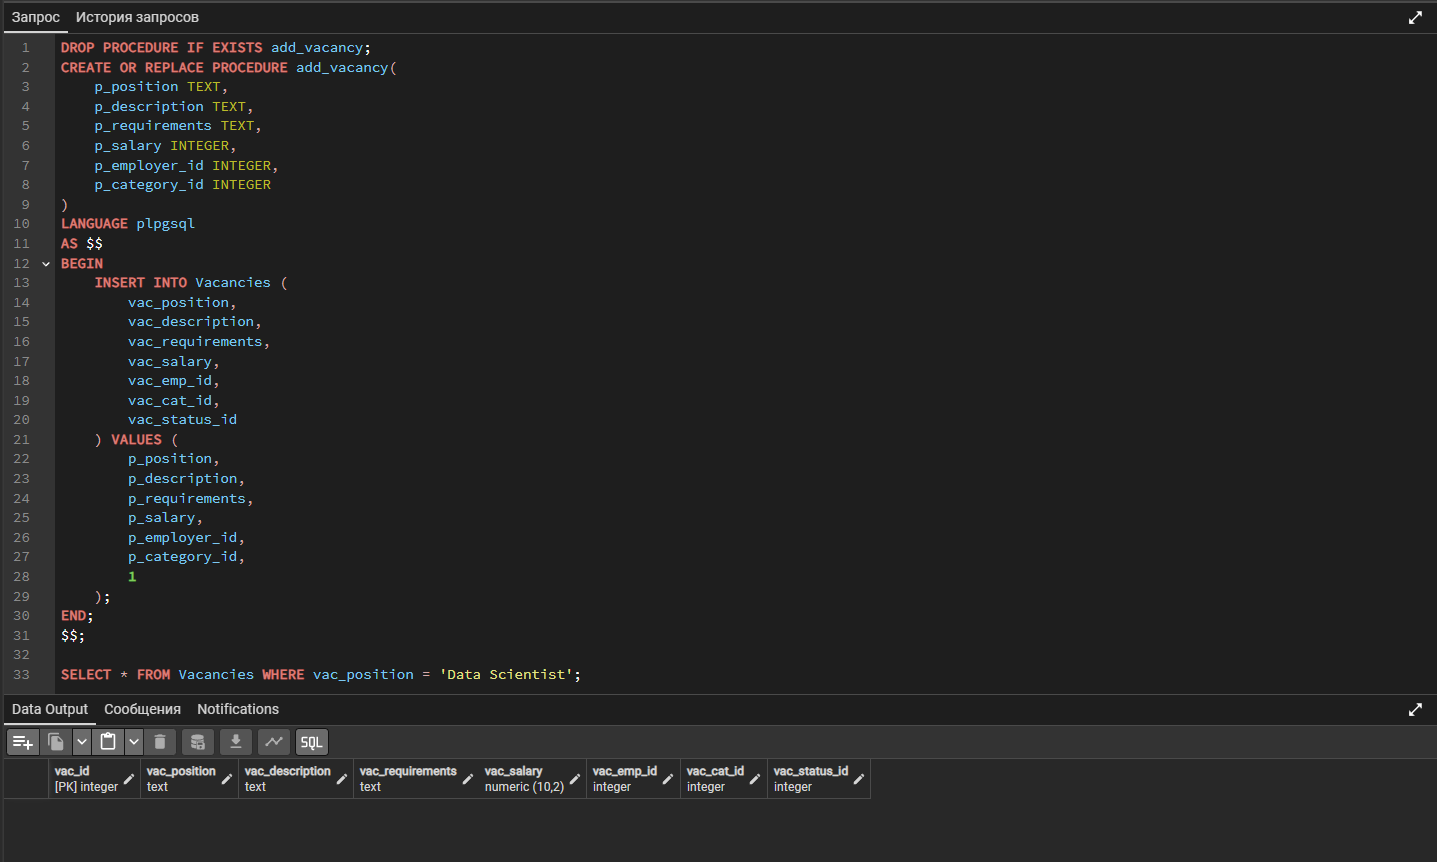 Запрос История запросов
1 DROP PROCEDURE IF EXISTS add_vacancy;
2 CREATE OR REPLACE PROCEDURE add_vacancy(
3 p_position TEXT,
4 p_description TEXT,
5 p_requirements TEXT,
6 p_salary INTEGER,
7 p_employer_id INTEGER,
8 p_category_id INTEGER
9 )
10 LANGUAGE plpgsql
11 AS $$
12 BEGIN
13 INSERT INTO Vacancies (
14 vac_position,
15 vac_description,
16 vac_requirements,
17 vac_salary,
18 vac_emp_id,
19 vac_cat_id,
20 vac_status_id
21 ) VALUES (
22 p_position,
23 p_description,
24 p_requirements,
25 p_salary,
26 p_employer_id,
27 p_category_id,
28 1
29 );
30 END;
31 $$;
32
33 SELECT * FROM Vacancies WHERE vac_position = 'Data Scientist';
Data Output Сообщения Notifications
SQL
vac_id vac_position vac_description vac_requirements vac_salary vac_emp_id vac_cat_id vac_status_id
[PK] integer text text text numeric (10,2) integer integer integer